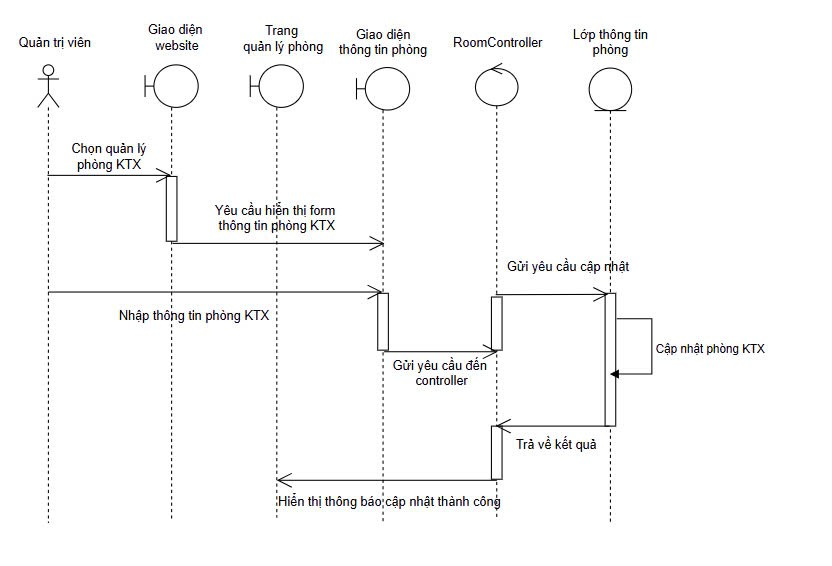 Quản trị viên
Giao diện
website
Trang
quản lý phòng
Giao diện
thông tin phòng
RoomController
Lớp thông tin
phòng
Chọn quản lý
phòng KTX
Yêu cầu hiển thị form
thông tin phòng KTX
Gửi yêu cầu cập nhật
Nhập thông tin phòng KTX
Cập nhật phòng KTX
Gửi yêu cầu đến
controller
Trả về kết quả
Hiển thị thông báo cập nhật thành công